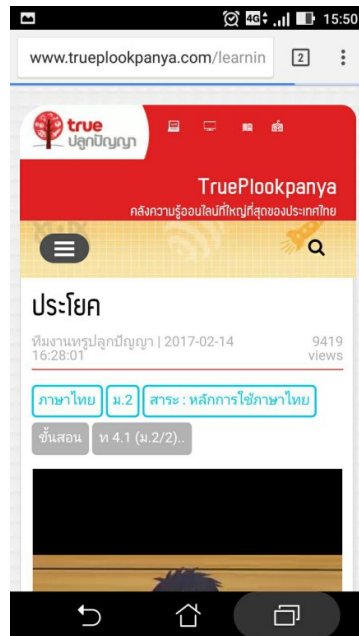 4G 15:50
www.trueplookpanya.com/learnin 2
true
ปลูกปัญญา
TruePlookpanya
คลังความรู้ออนไลน์ที่ใหญ่ที่สุดของประเทศไทย
ประโยค
ทีมงานทรูปลูกปัญญา | 2017-02-14 9419
16:28:01 views
ภาษาไทย ม.2 สาระ : หลักการใช้ภาษาไทย
ชั้นสอน ท 4.1 (ม.2/2)..